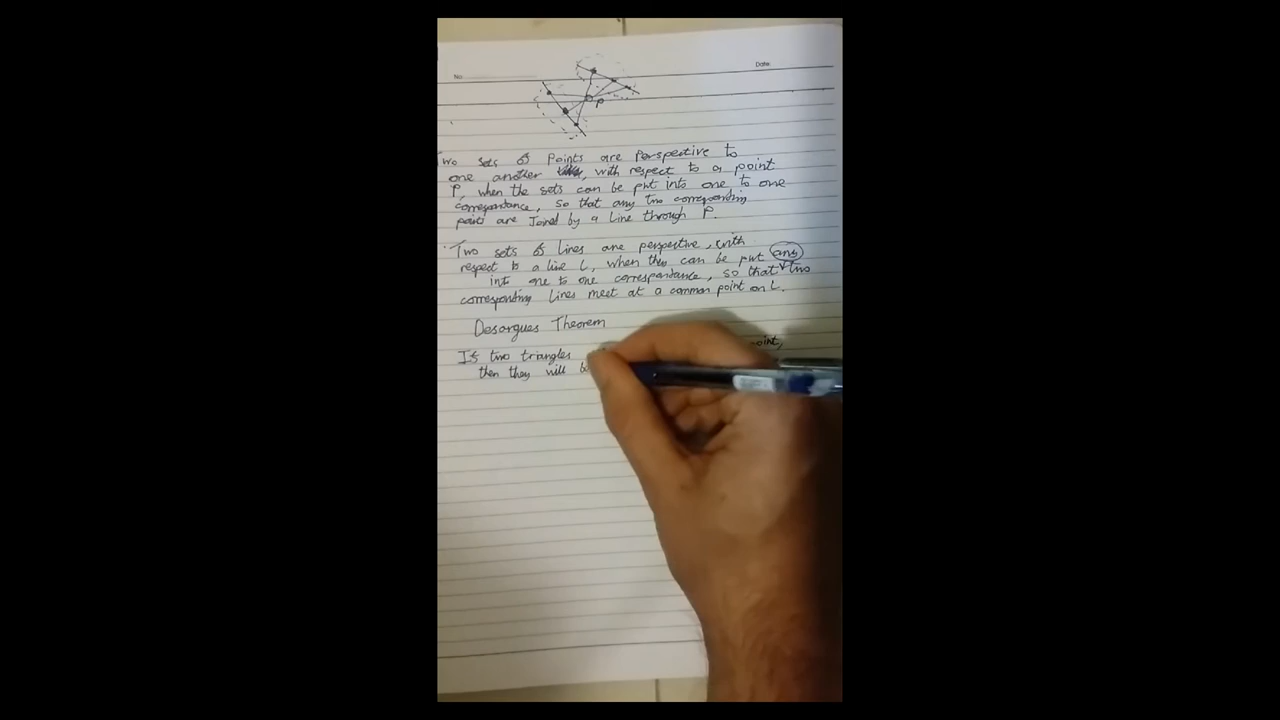 No
Date:
P
Two sets of Points are Perspective to
one another, with respect to a point
P, when the sets can be put into one to one
correspondance, so that any two corresponding
points are Joined by a Line through P.
Two sets of lines are perspective, with
respect to a line L, when they can be put any
into one to one correspondance, so that two
corresponding Lines meet at a common point on L.
Desargues Theorem
If two triangles point,
then they will be